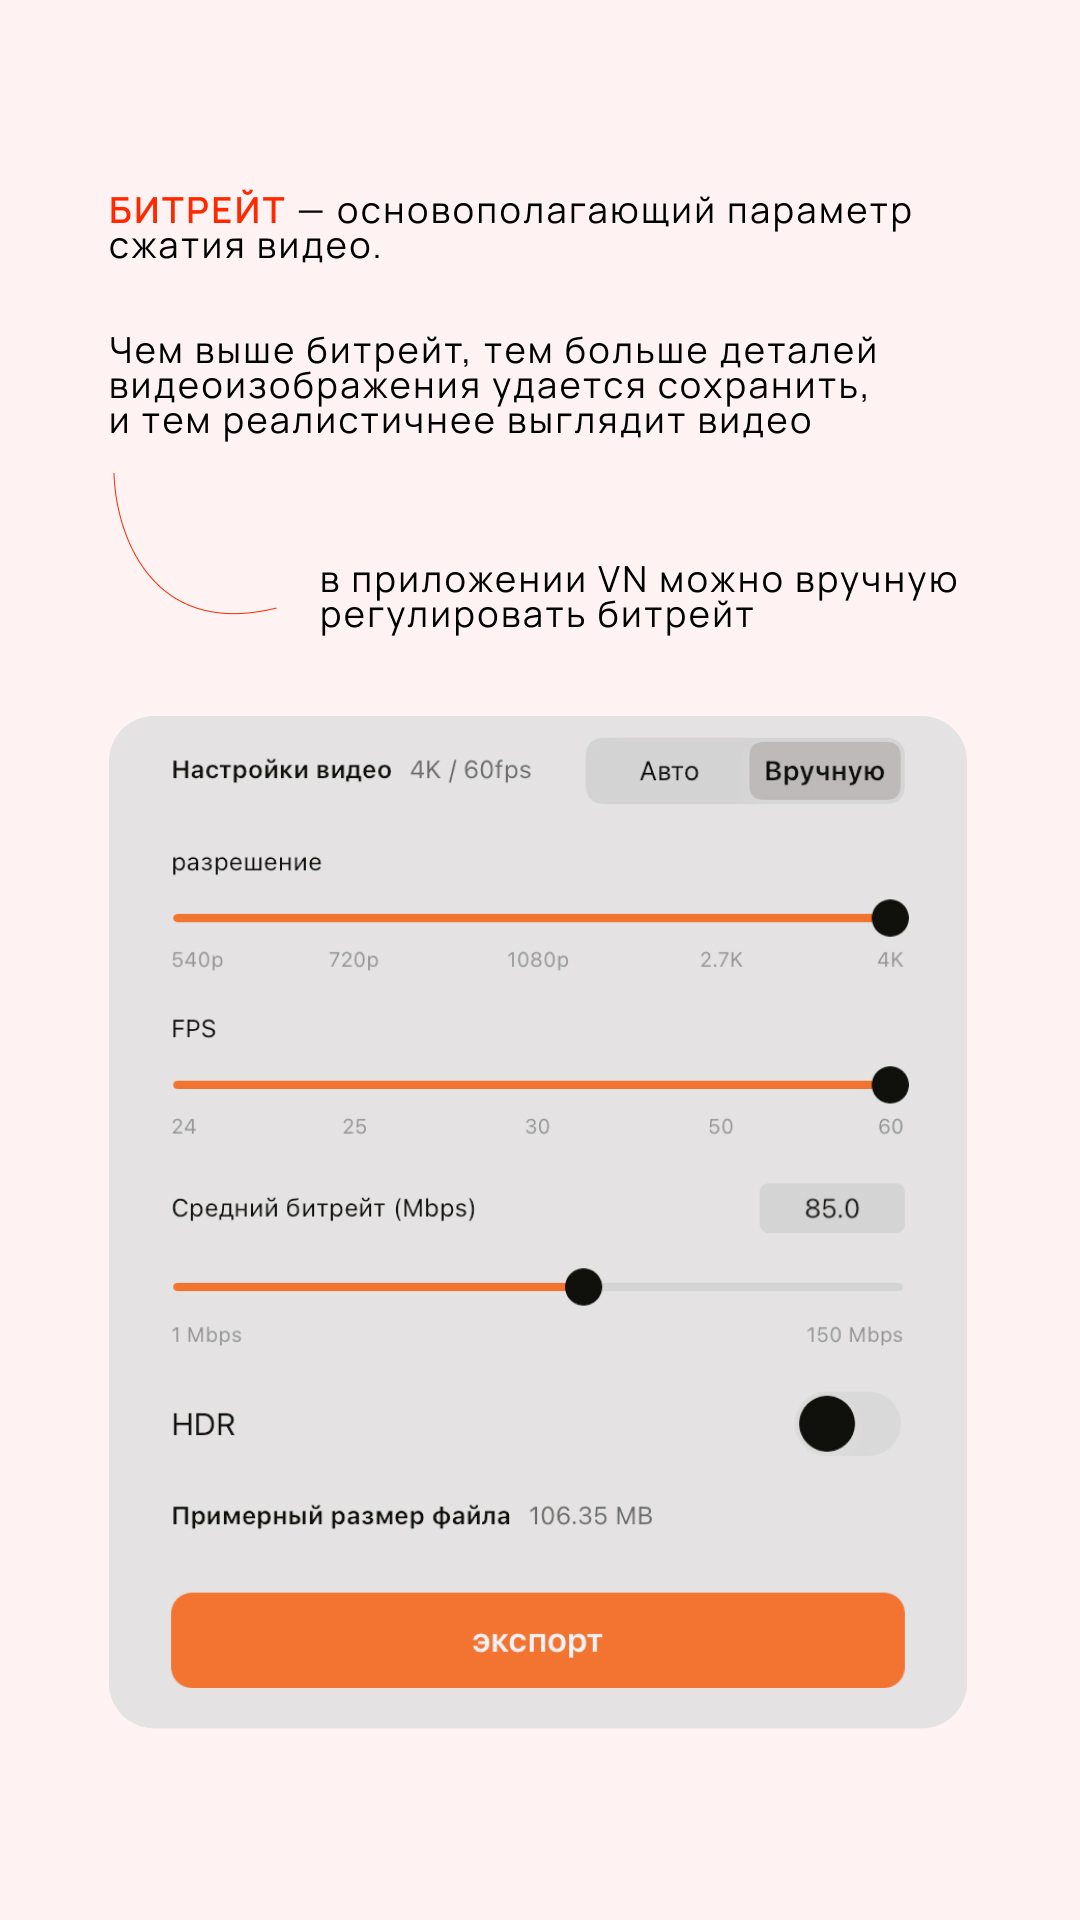 БИТРЕЙТ — основополагающий параметр
сжатия видео.
Чем выше битрейт, тем больше деталей
видеоизображения удается сохранить,
и тем реалистичнее выглядит видео
в приложении VN можно вручную
регулировать битрейт
Настройки видео 4K / 60fps Авто Вручную
разрешение
540p 720p 1080p 2.7K 4K
FPS
24 25 30 50 60
Средний битрейт (Mbps) 85.0
1 Mbps 150 Mbps
HDR
Примерный размер файла 106.35 MB
экспорт